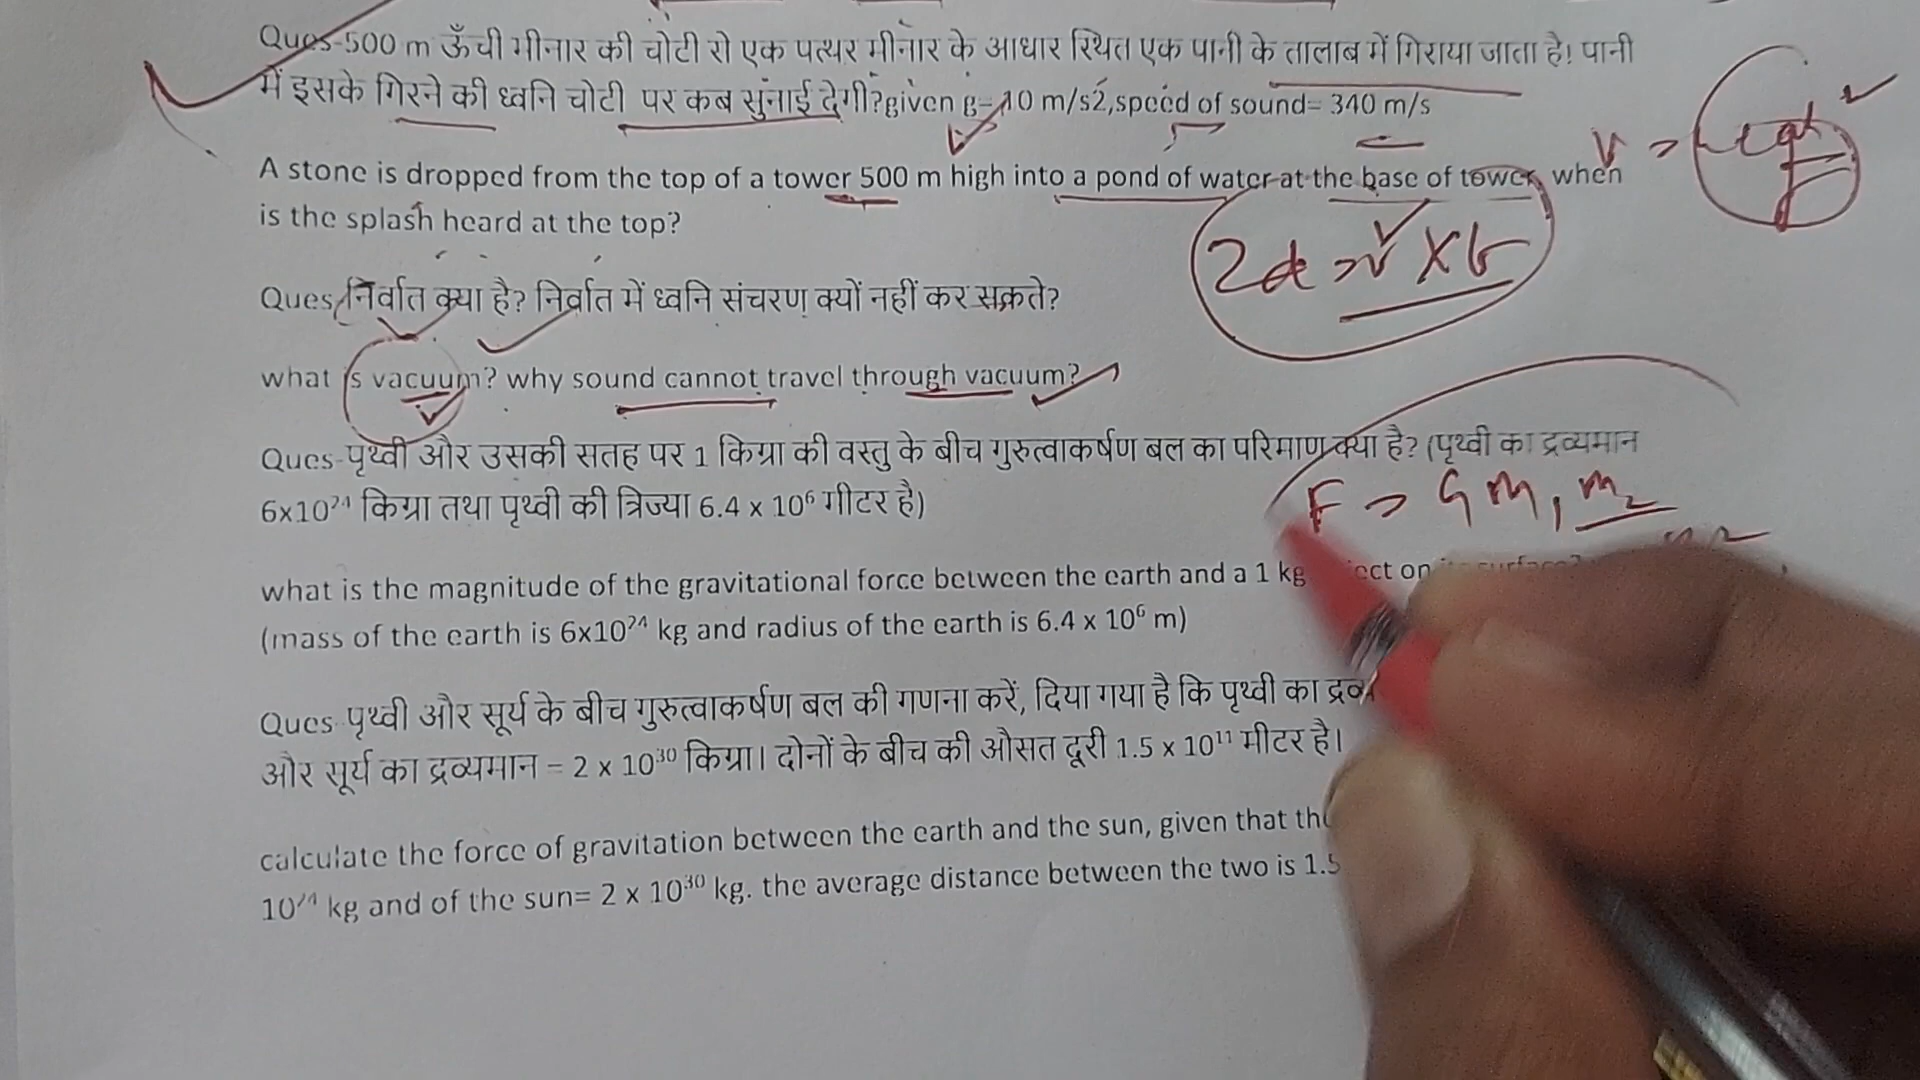 Ques-500 m ऊँची मीनार की चोटी से एक पत्थर मीनार के आधार स्थित एक पानी के तालाब में गिराया जाता है! पानी
में इसके गिरने की ध्वनि चोटी पर कब सुनाई देगी?given g= 10 m/s2,speed of sound= 340 m/s
A stone is dropped from the top of a tower 500 m high into a pond of water at the base of tower, when
is the splash heard at the top?
2d = v × t
Ques निर्वात क्या है? निर्वात में ध्वनि संचरण क्यों नहीं कर सकते?
what is vacuum? why sound cannot travel through vacuum?
Ques-पृथ्वी और उसकी सतह पर 1 किग्रा की वस्तु के बीच गुरुत्वाकर्षण बल का परिमाण क्या है? (पृथ्वी का द्रव्यमान
6x10²⁴ किग्रा तथा पृथ्वी की त्रिज्या 6.4 x 10⁶ मीटर है)
F = G m₁ m₂
what is the magnitude of the gravitational force between the earth and a 1 kg on
(mass of the earth is 6x10²⁴ kg and radius of the earth is 6.4 x 10⁶ m)
Ques-पृथ्वी और सूर्य के बीच गुरुत्वाकर्षण बल की गणना करें, दिया गया है कि पृथ्वी का
और सूर्य का द्रव्यमान = 2 x 10³⁰ किग्रा। दोनों के बीच की औसत दूरी 1.5 x 10¹¹ मीटर है।
calculate the force of gravitation between the earth and the sun, given that
10²⁴ kg and of the sun= 2 x 10³⁰ kg. the average distance between the two is 1.5